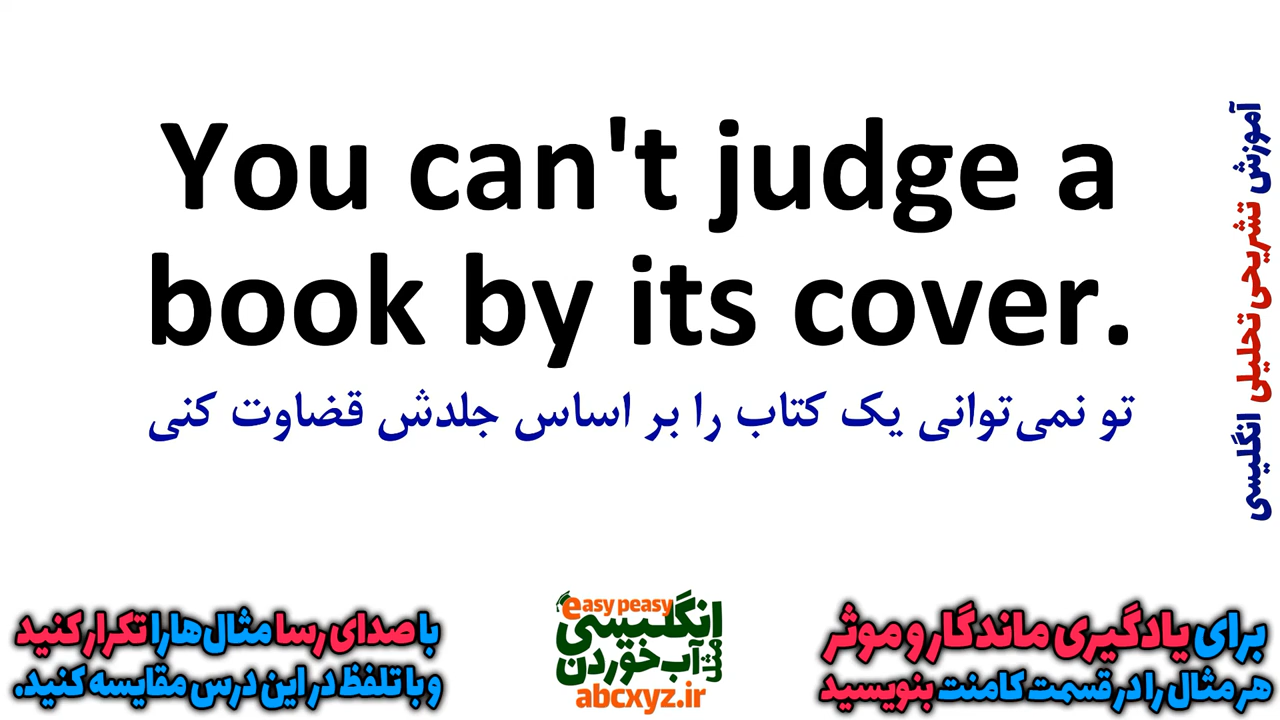 You can't judge a
book by its cover.
تو نمی‌توانی یک کتاب را بر اساس جلدش قضاوت کنی
آموزش تشریحی تحلیلی انگلیسی
برای یادگیری ماندگار و موثر
هر مثال را در قسمت کامنت بنویسید
easy peasy
انگلیسی
مثل آب خوردن
abcxyz.ir
با صدای رسا مثال‌ها را تکرار کنید
و با تلفظ در این درس مقایسه کنید.